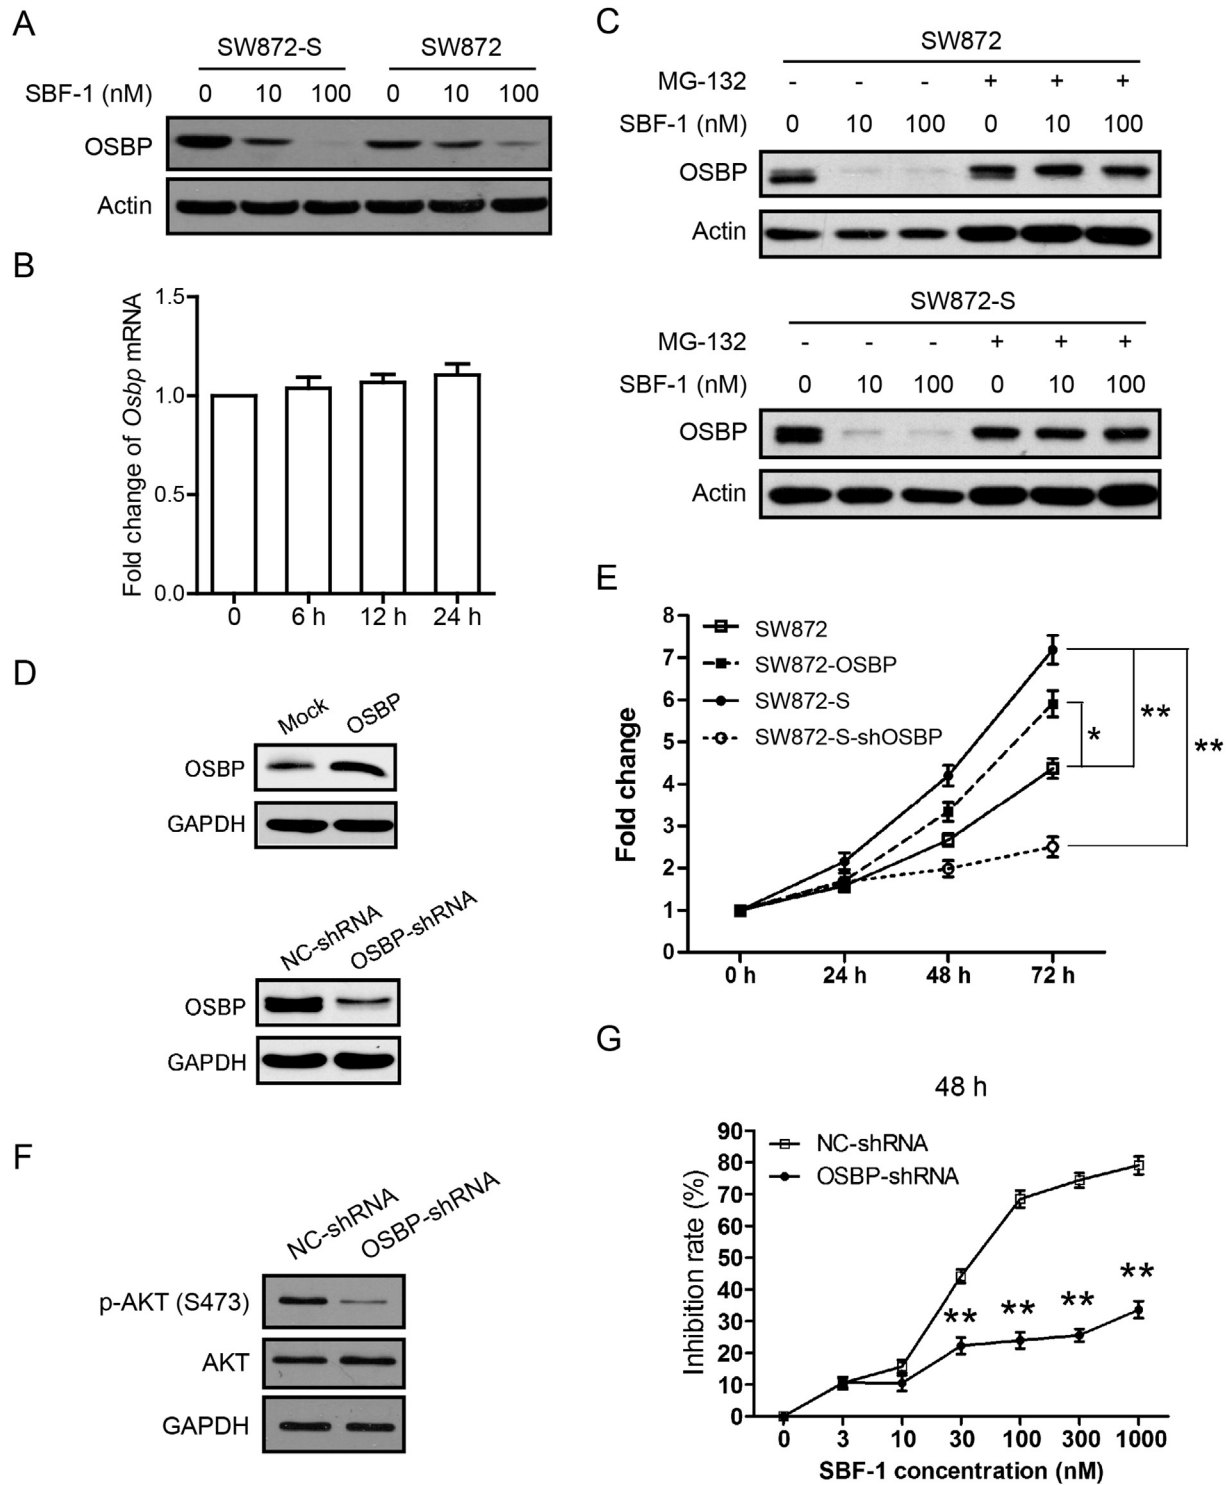 A
SW872-S SW872
SBF-1 (nM) 0 10 100 0 10 100
OSBP
Actin
B
Fold change of Osbp mRNA
1.5
1.0
0.5
0.0
0 6 h 12 h 24 h
C
SW872
MG-132 - - - + + +
SBF-1 (nM) 0 10 100 0 10 100
OSBP
Actin
SW872-S
MG-132 - - - + + +
SBF-1 (nM) 0 10 100 0 10 100
OSBP
Actin
D
Mock OSBP
OSBP
GAPDH
NC-shRNA OSBP-shRNA
OSBP
GAPDH
E
Fold change
8
7
6
5
4
3
2
1
0
SW872
SW872-OSBP
SW872-S
SW872-S-shOSBP
* ** **
0 h 24 h 48 h 72 h
F
NC-shRNA OSBP-shRNA
p-AKT (S473)
AKT
GAPDH
G
48 h
Inhibition rate (%)
90
80
70
60
50
40
30
20
10
0
NC-shRNA
OSBP-shRNA
** ** ** **
0 3 10 30 100 300 1000
SBF-1 concentration (nM)